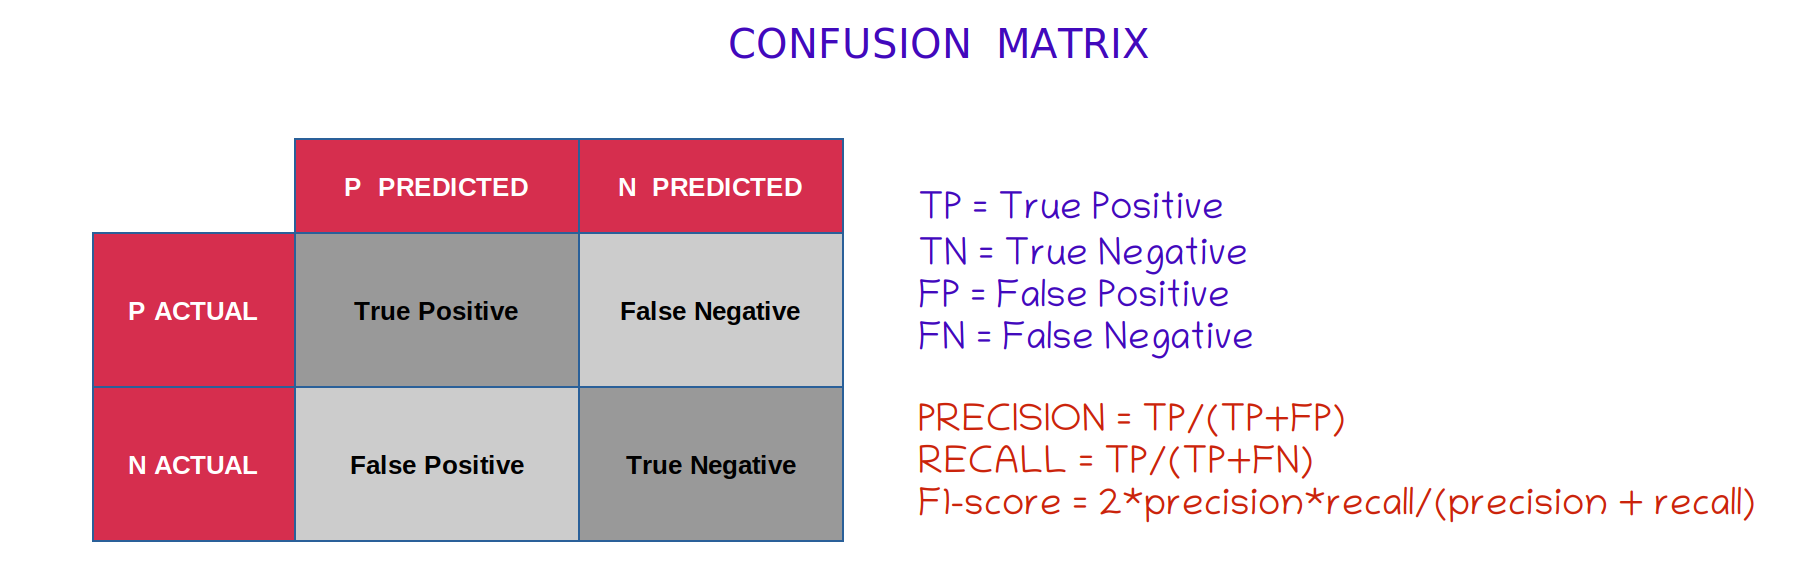 CONFUSION MATRIX
P PREDICTED
N PREDICTED
P ACTUAL
True Positive
False Negative
N ACTUAL
False Positive
True Negative
TP = True Positive
TN = True Negative
FP = False Positive
FN = False Negative
PRECISION = TP/(TP+FP)
RECALL = TP/(TP+FN)
F1-score = 2*precision*recall/(precision + recall)